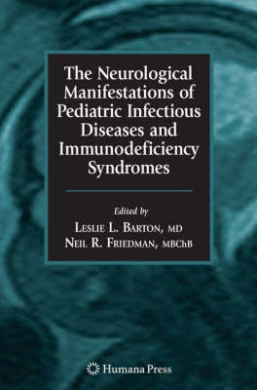 The Neurological
Manifestations of
Pediatric Infectious
Diseases and
Immunodeficiency
Syndromes
Edited by
LESLIE L. BARTON, MD
NEIL R. FRIEDMAN, MBCHB
Humana Press